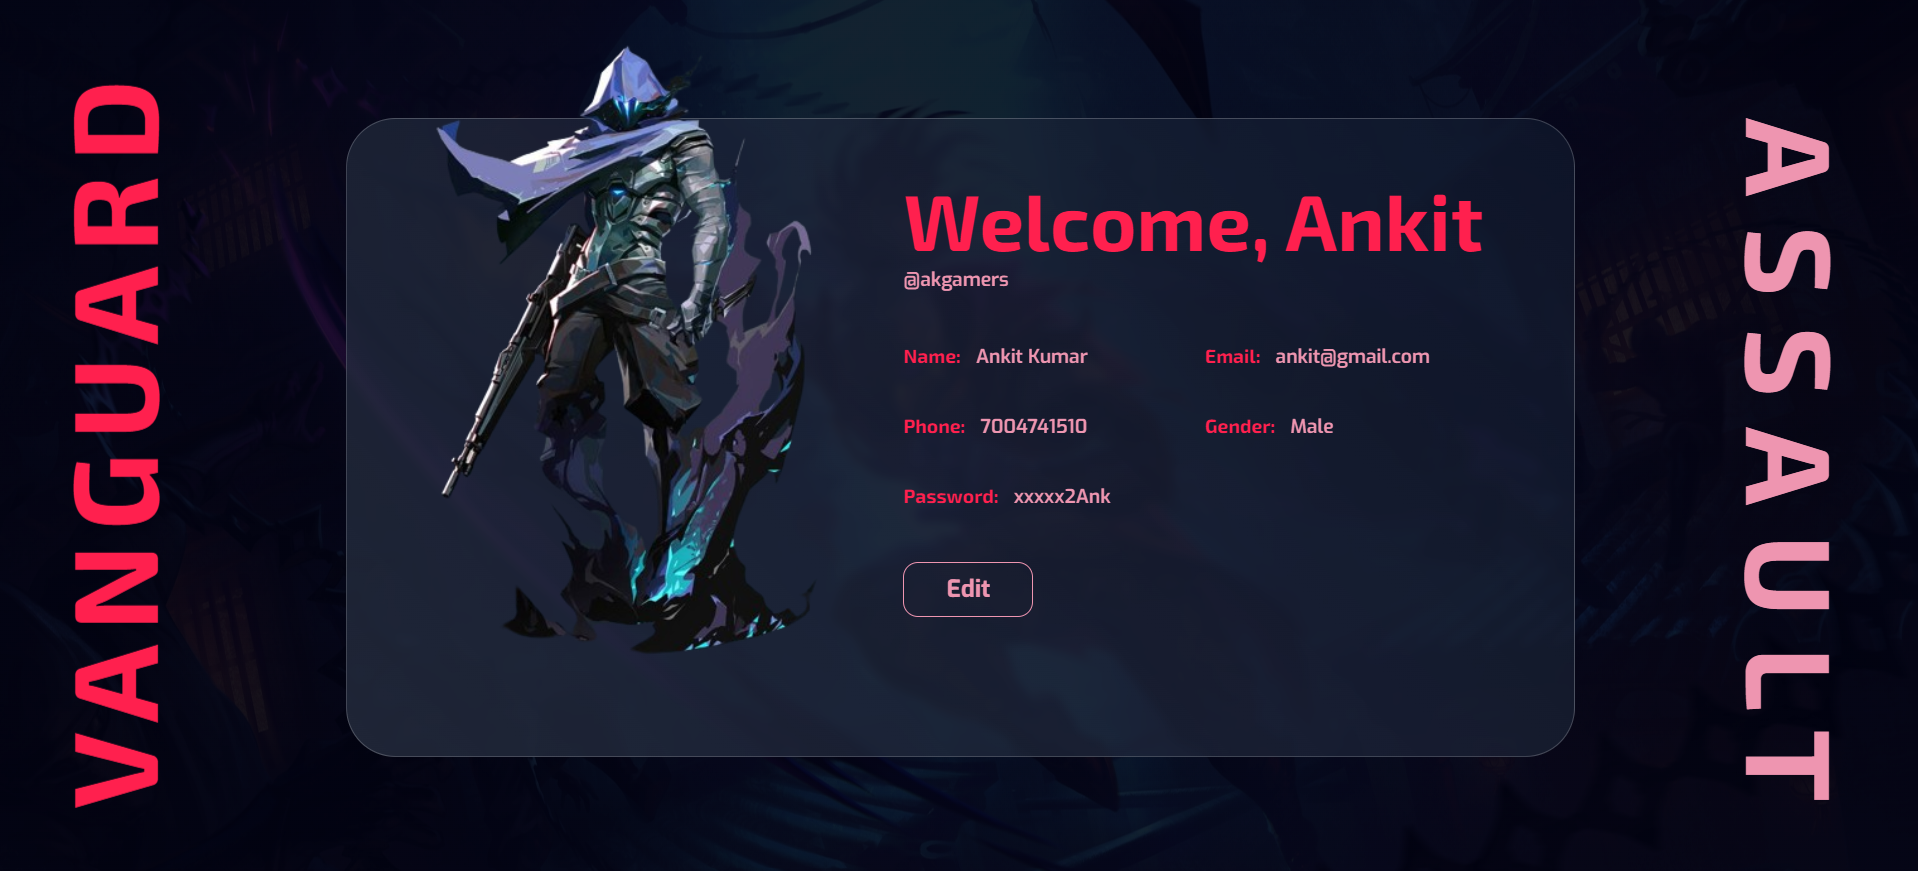 VANGUARD
Welcome, Ankit
@akgamers
Name: Ankit Kumar
Email: ankit@gmail.com
Phone: 7004741510
Gender: Male
Password: xxxxx2Ank
Edit
ASSAULT